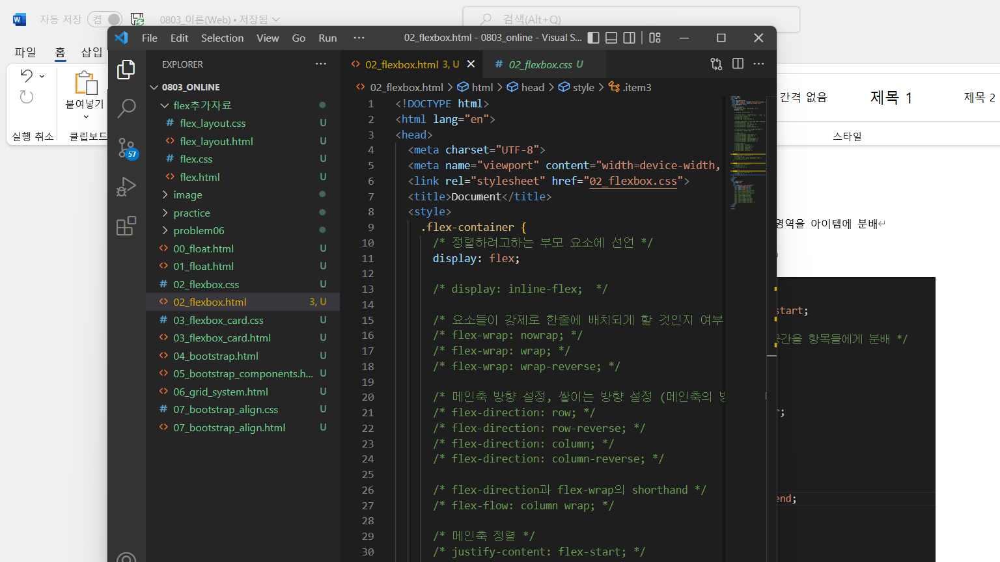 자동 저장 켬 0803_이론(Web) • 저장됨 검색(Alt+Q)
파일 홈 삽입
붙여넣기
실행 취소 클립보드
간격 없음 제목 1 제목 2
스타일
File Edit Selection View Go Run ··· 02_flexbox.html - 0803_online - Visual S...
EXPLORER ···
0803_ONLINE
flex추가자료
# flex_layout.css U
<> flex_layout.html U
# flex.css U
<> flex.html U
image
practice
problem06
<> 00_float.html U
<> 01_float.html U
# 02_flexbox.css U
<> 02_flexbox.html 3, U
# 03_flexbox_card.css U
<> 03_flexbox_card.html U
<> 04_bootstrap.html U
<> 05_bootstrap_components.h... U
<> 06_grid_system.html U
# 07_bootstrap_align.css U
<> 07_bootstrap_align.html U
57
<> 02_flexbox.html 3, U # 02_flexbox.css U ···
<> 02_flexbox.html > html > head > style > .item3
1 <!DOCTYPE html>
2 <html lang="en">
3 <head>
4 <meta charset="UTF-8">
5 <meta name="viewport" content="width=device-width,
6 <link rel="stylesheet" href="02_flexbox.css">
7 <title>Document</title>
8 <style>
9 .flex-container {
10 /* 정렬하려고하는 부모 요소에 선언 */
11 display: flex;
12
13 /* display: inline-flex;  */
14
15 /* 요소들이 강제로 한줄에 배치되게 할 것인지 여부
16 /* flex-wrap: nowrap; */
17 /* flex-wrap: wrap; */
18 /* flex-wrap: wrap-reverse; */
19
20 /* 메인축 방향 설정, 쌓이는 방향 설정 (메인축의
21 /* flex-direction: row; */
22 /* flex-direction: row-reverse; */
23 /* flex-direction: column; */
24 /* flex-direction: column-reverse; */
25
26 /* flex-direction과 flex-wrap의 shorthand */
27 /* flex-flow: column wrap; */
28
29 /* 메인축 정렬 */
30 /* justify-content: flex-start; */
영역을 아이템에 분배
start;
공간을 항목들에게 분배 */
r;
end;